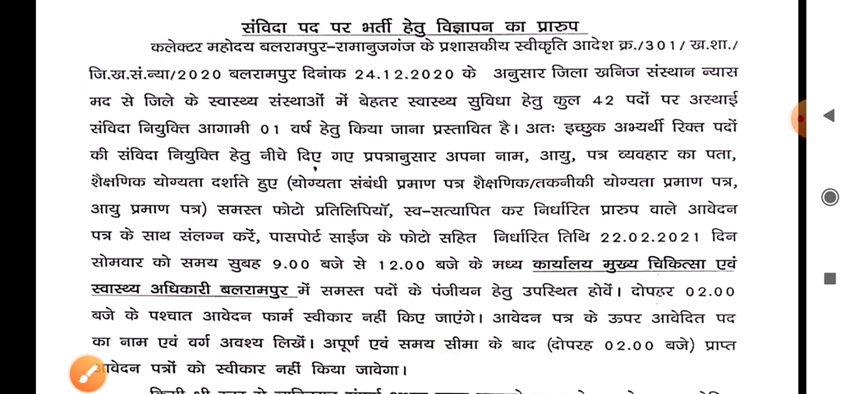 संविदा पद पर भर्ती हेतु विज्ञापन का प्रारुप
कलेक्टर महोदय बलरामपुर–रामानुजगंज के प्रशासकीय स्वीकृति आदेश क्र./301/ ख.शा./
जि.ख.सं.न्या/2020 बलरामपुर दिनांक 24.12.2020 के अनुसार जिला खनिज संस्थान न्यास
मद से जिले के स्वास्थ्य संस्थाओं में बेहतर स्वास्थ्य सुविधा हेतु कुल 42 पदों पर अस्थाई
संविदा नियुक्ति आगामी 01 वर्ष हेतु किया जाना प्रस्तावित है। अतः इच्छुक अभ्यर्थी रिक्त पदों
की संविदा नियुक्ति हेतु नीचे दिए गए प्रपत्रानुसार अपना नाम, आयु, पत्र व्यवहार का पता,
शैक्षणिक योग्यता दर्शाते हुए (योग्यता संबंधी प्रमाण पत्र शैक्षणिक/तकनीकी योग्यता प्रमाण पत्र,
आयु प्रमाण पत्र) समस्त फोटो प्रतिलिपियॉ, स्व–सत्यापित कर निर्धारित प्रारुप वाले आवेदन
पत्र के साथ संलग्न करें, पासपोर्ट साईज के फोटो सहित निर्धारित तिथि 22.02.2021 दिन
सोमवार को समय सुबह 9.00 बजे से 12.00 बजे के मध्य कार्यालय मुख्य चिकित्सा एवं
स्वास्थ्य अधिकारी बलरामपुर में समस्त पदों के पंजीयन हेतु उपस्थित होवें। दोपहर 02.00
बजे के पश्चात आवेदन फार्म स्वीकार नहीं किए जाएंगे। आवेदन पत्र के ऊपर आवेदित पद
का नाम एवं वर्ग अवश्य लिखें। अपूर्ण एवं समय सीमा के बाद (दोपरह 02.00 बजे) प्राप्त
आवेदन पत्रों को स्वीकार नहीं किया जावेगा।